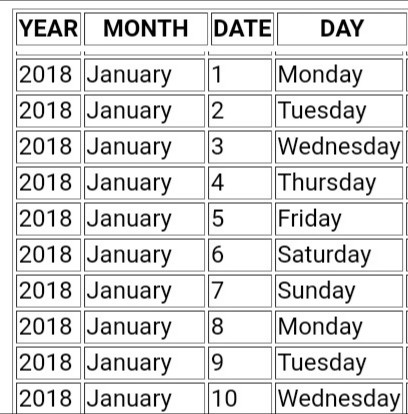 YEAR MONTH DATE DAY
2018 January 1 Monday
2018 January 2 Tuesday
2018 January 3 Wednesday
2018 January 4 Thursday
2018 January 5 Friday
2018 January 6 Saturday
2018 January 7 Sunday
2018 January 8 Monday
2018 January 9 Tuesday
2018 January 10 Wednesday